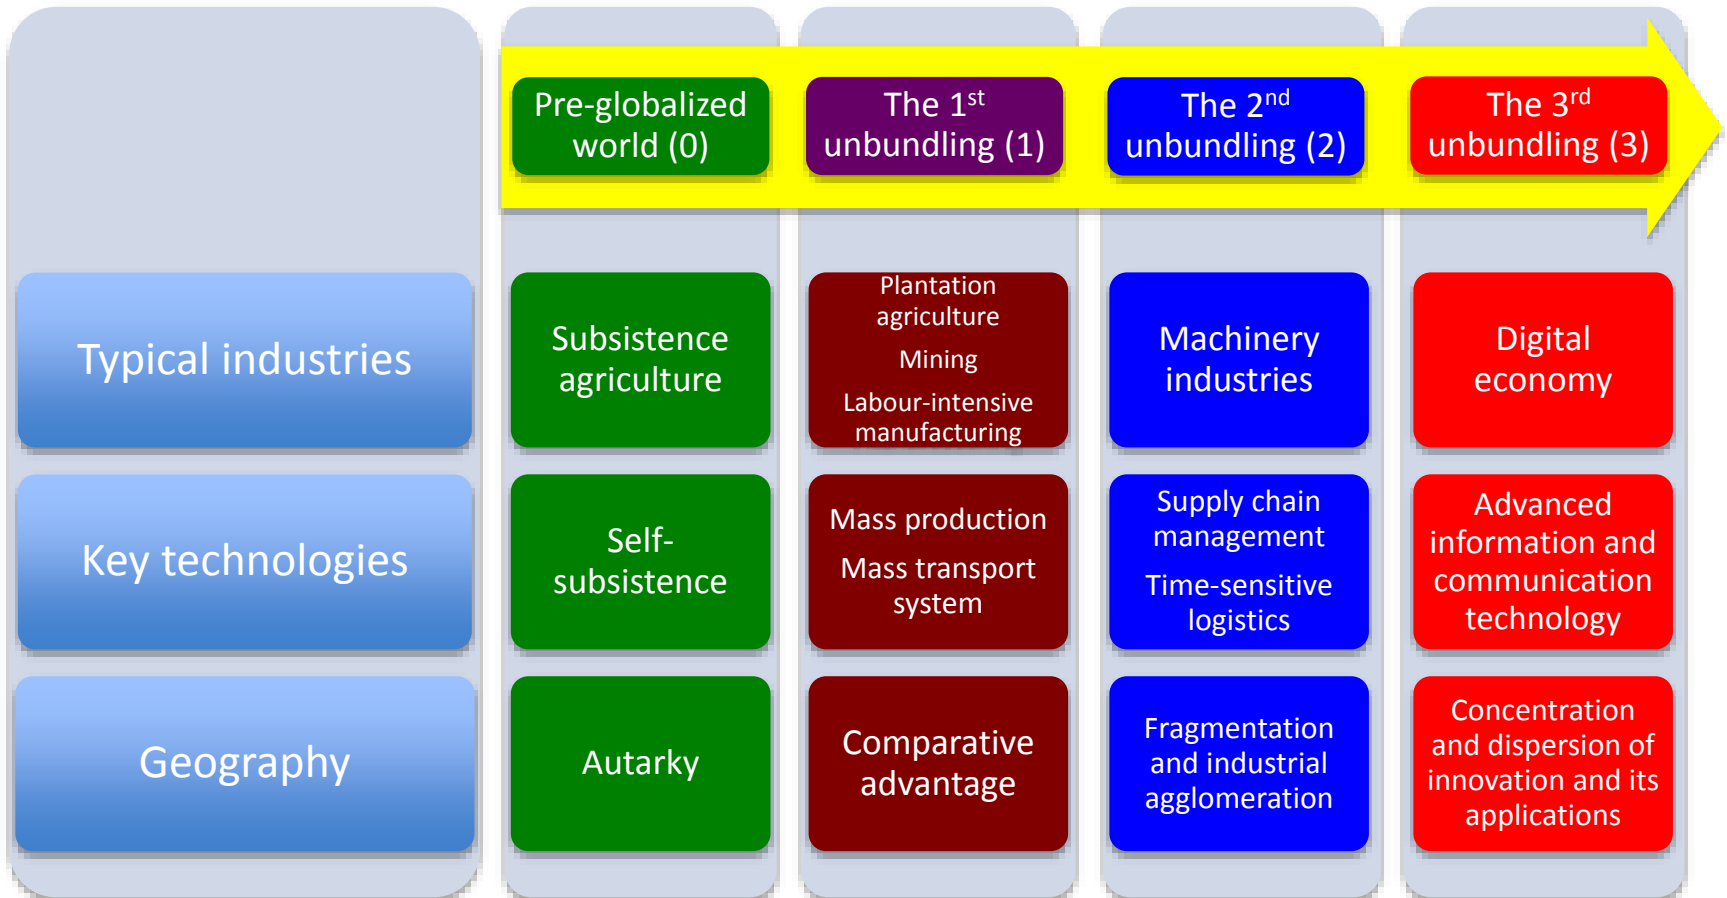 Pre-globalized
world (0)
The 1st
unbundling (1)
The 2nd
unbundling (2)
The 3rd
unbundling (3)
Typical industries
Subsistence
agriculture
Plantation
agriculture
Mining
Labour-intensive
manufacturing
Machinery
industries
Digital
economy
Key technologies
Self-
subsistence
Mass production
Mass transport
system
Supply chain
management
Time-sensitive
logistics
Advanced
information and
communication
technology
Geography
Autarky
Comparative
advantage
Fragmentation
and industrial
agglomeration
Concentration
and dispersion of
innovation and its
applications